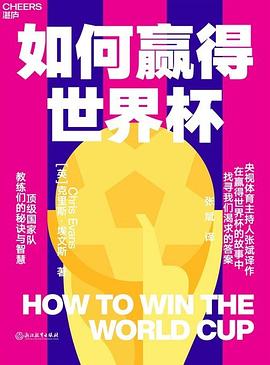 CHEERS
湛庐
如何赢得
世界杯
央视体育主持人张斌译作
在赢得世界杯的故事中
找寻我们渴求的答案
张斌 译
Chris Evans
[英]克里斯·埃文斯 著
顶级国家队
教练们的秘诀与智慧
HOW TO WIN THE
WORLD CUP
浙江教育出版社